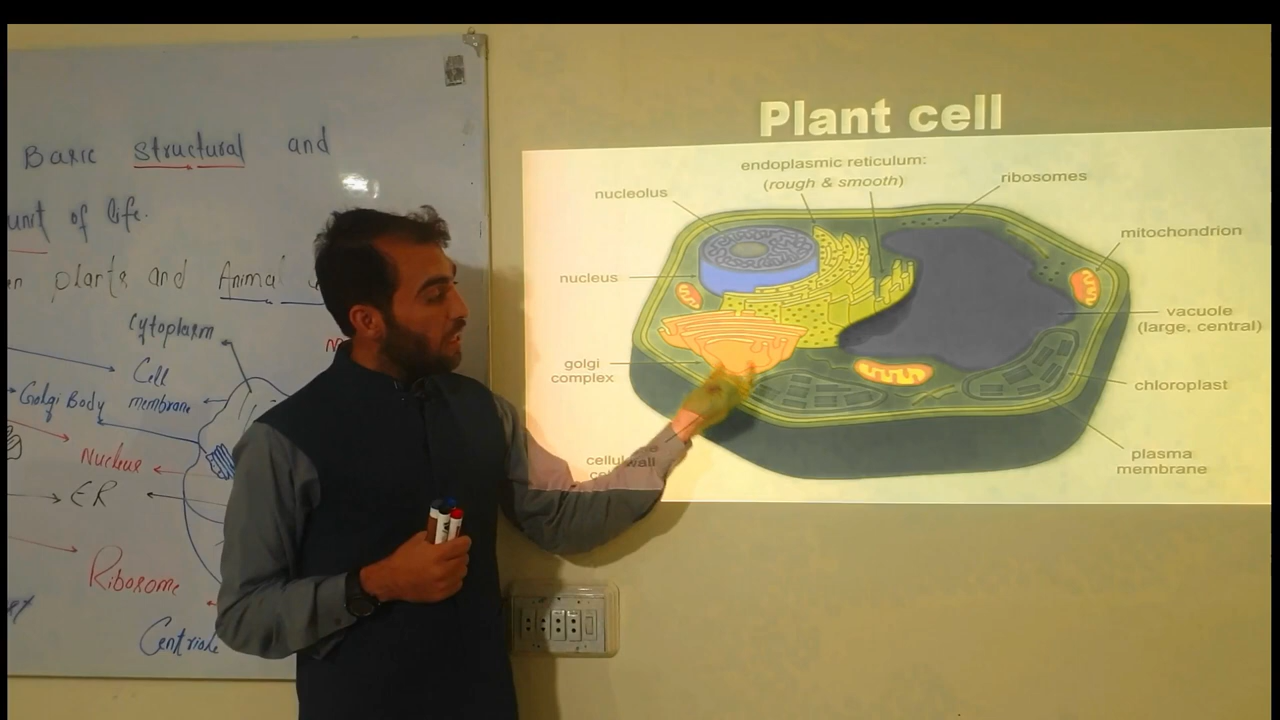 Basic structural and
unit of life.
plants and Animal
Cytoplasm
Cell
membrane
Golgi Body
Nucleus
ER
Ribosome
Centriole
Plant cell
endoplasmic reticulum:
(rough & smooth)
nucleolus
ribosomes
mitochondrion
nucleus
vacuole
(large, central)
golgi
complex
chloroplast
plasma
membrane
wall